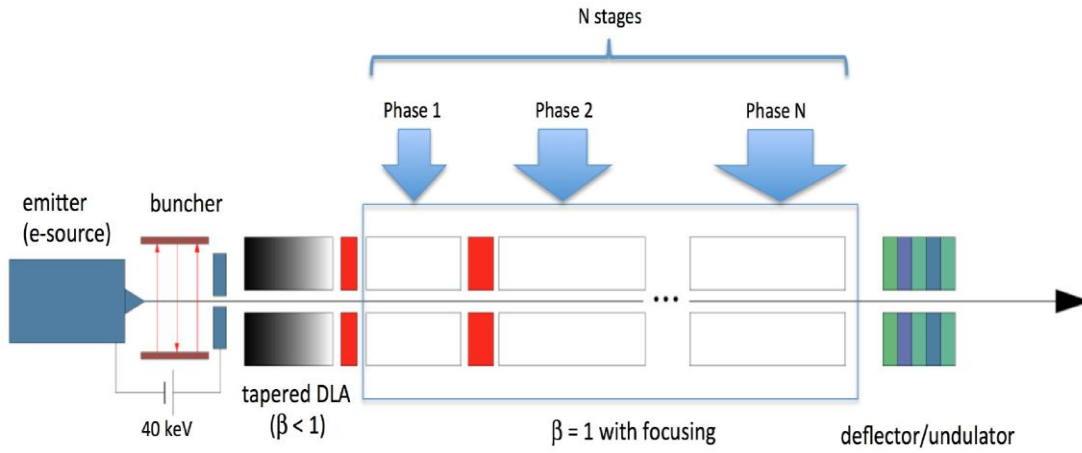 N stages
Phase 1
Phase 2
Phase N
emitter
(e-source)
buncher
...
tapered DLA
(β < 1)
40 keV
β = 1 with focusing
deflector/undulator